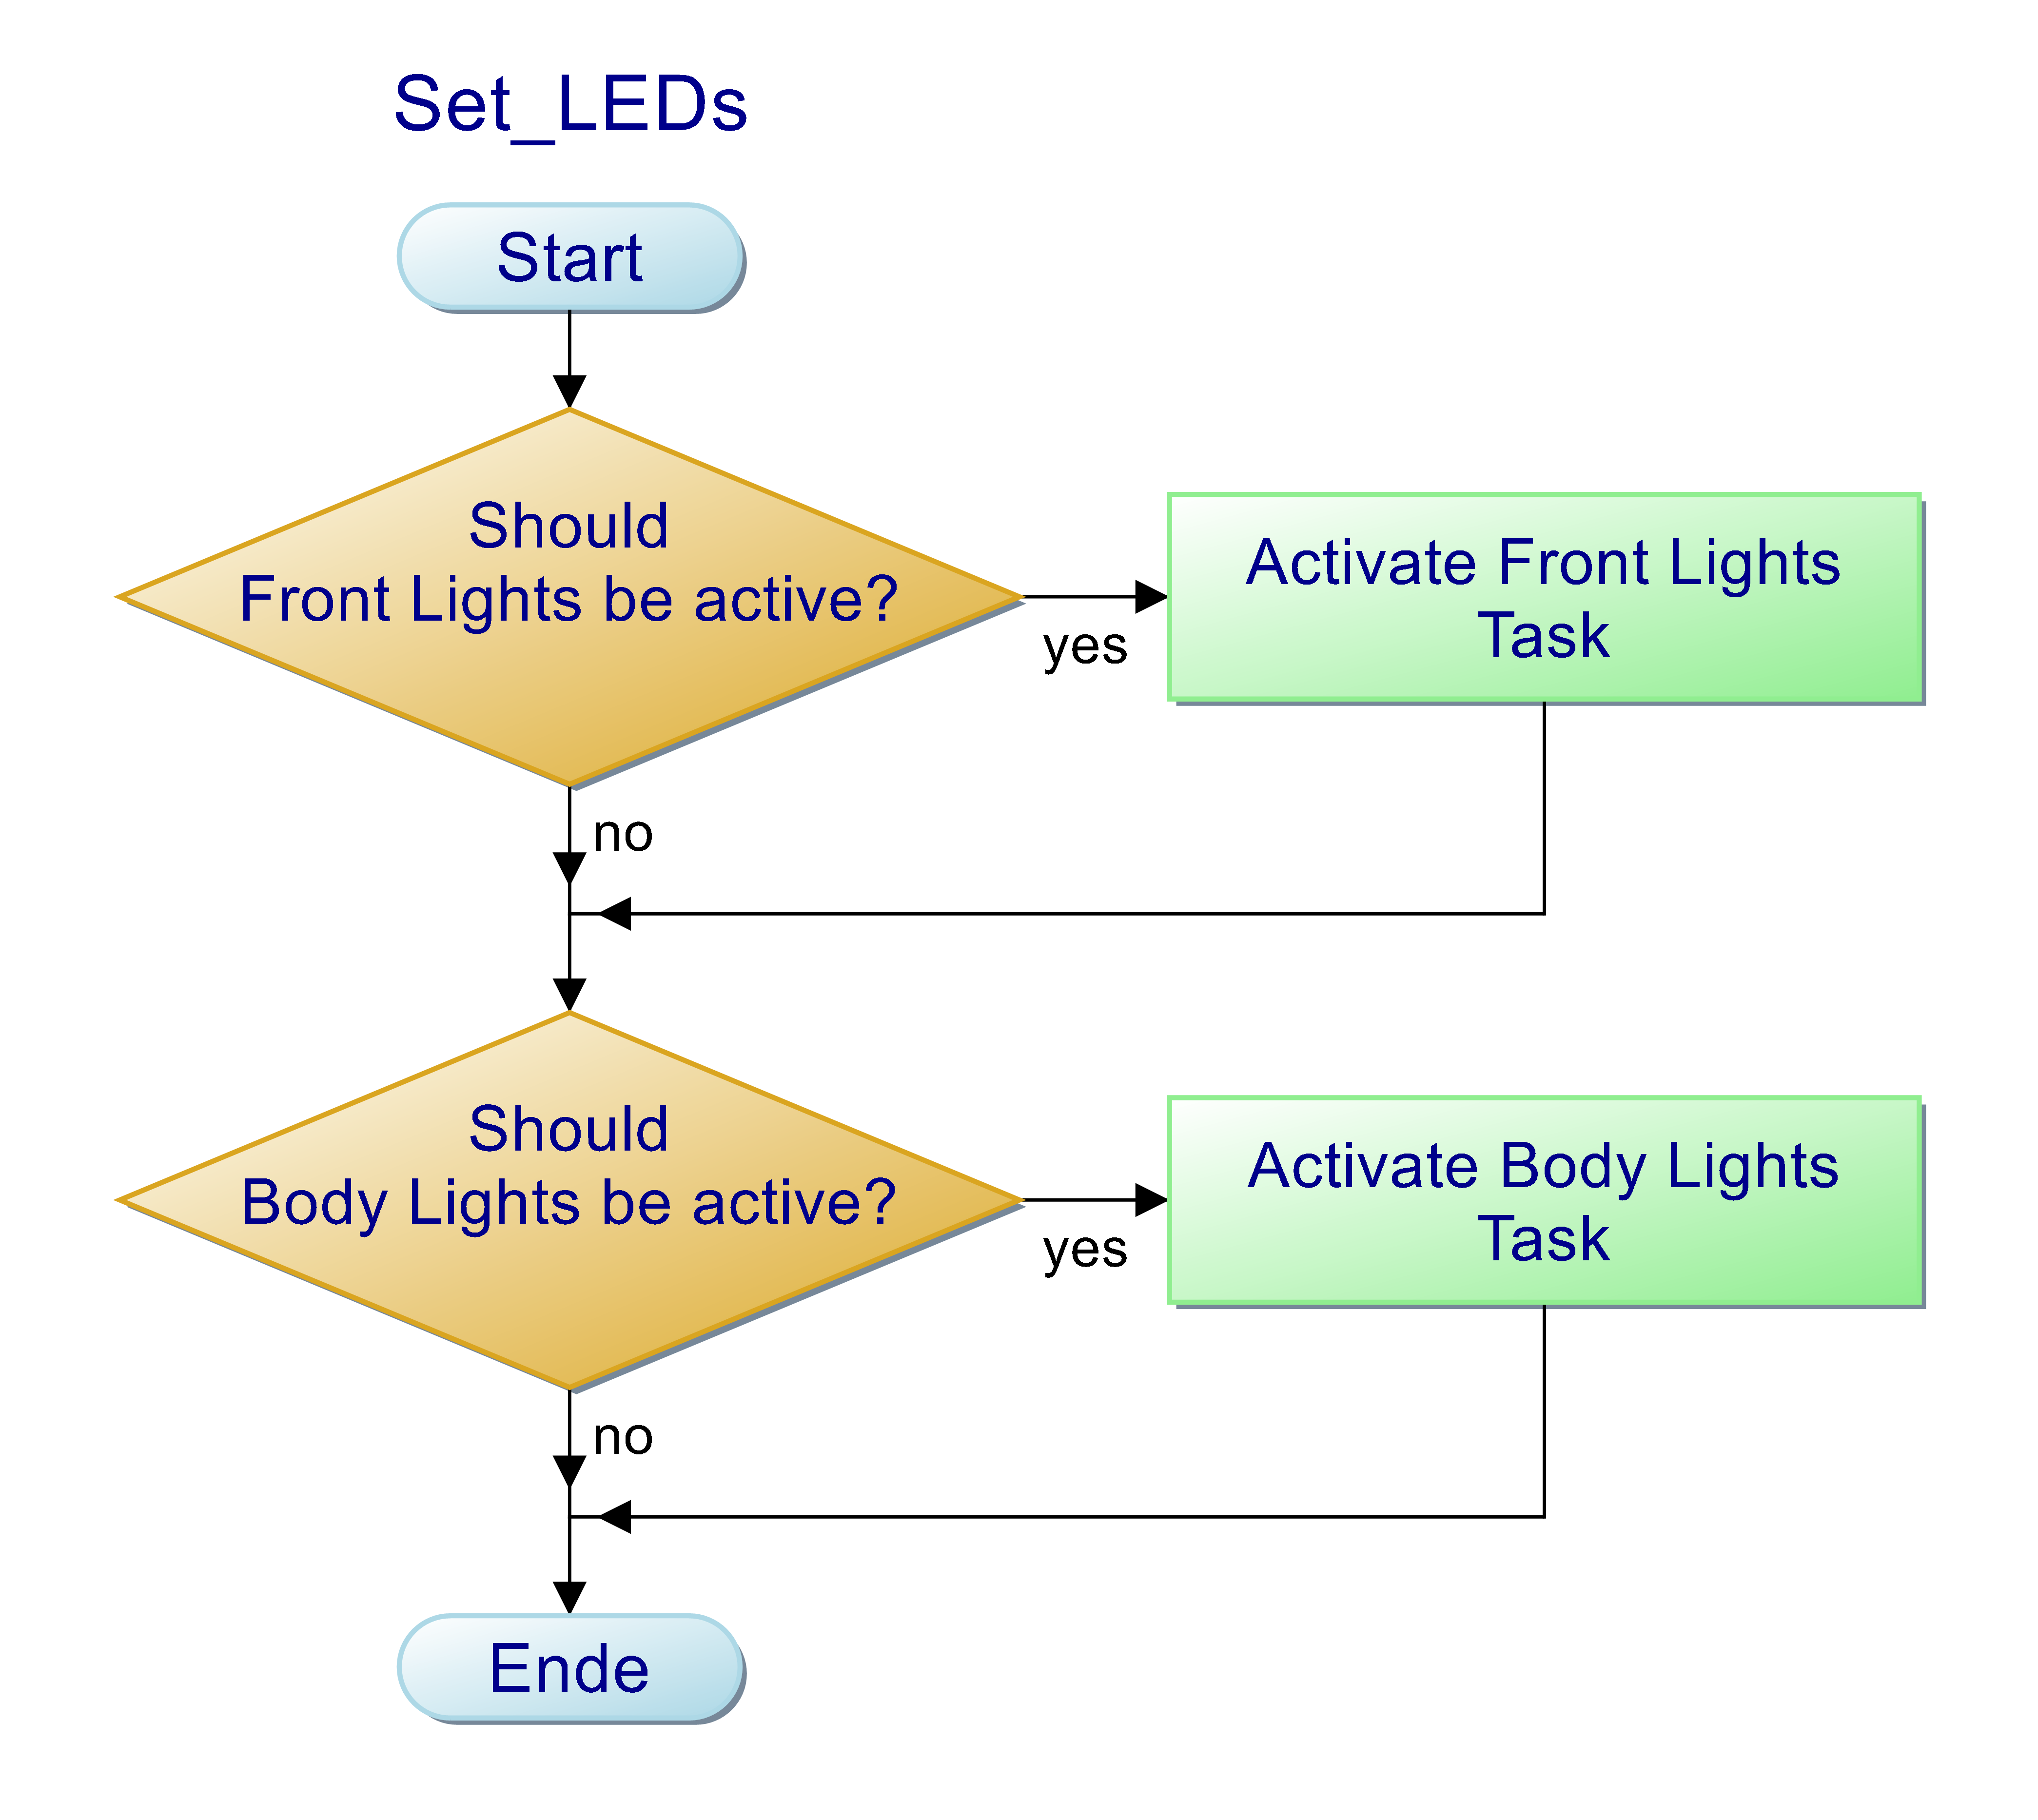 Set_LEDs
Start
Should
Front Lights be active?
yes
Activate Front Lights
Task
no
Should
Body Lights be active?
yes
Activate Body Lights
Task
no
Ende